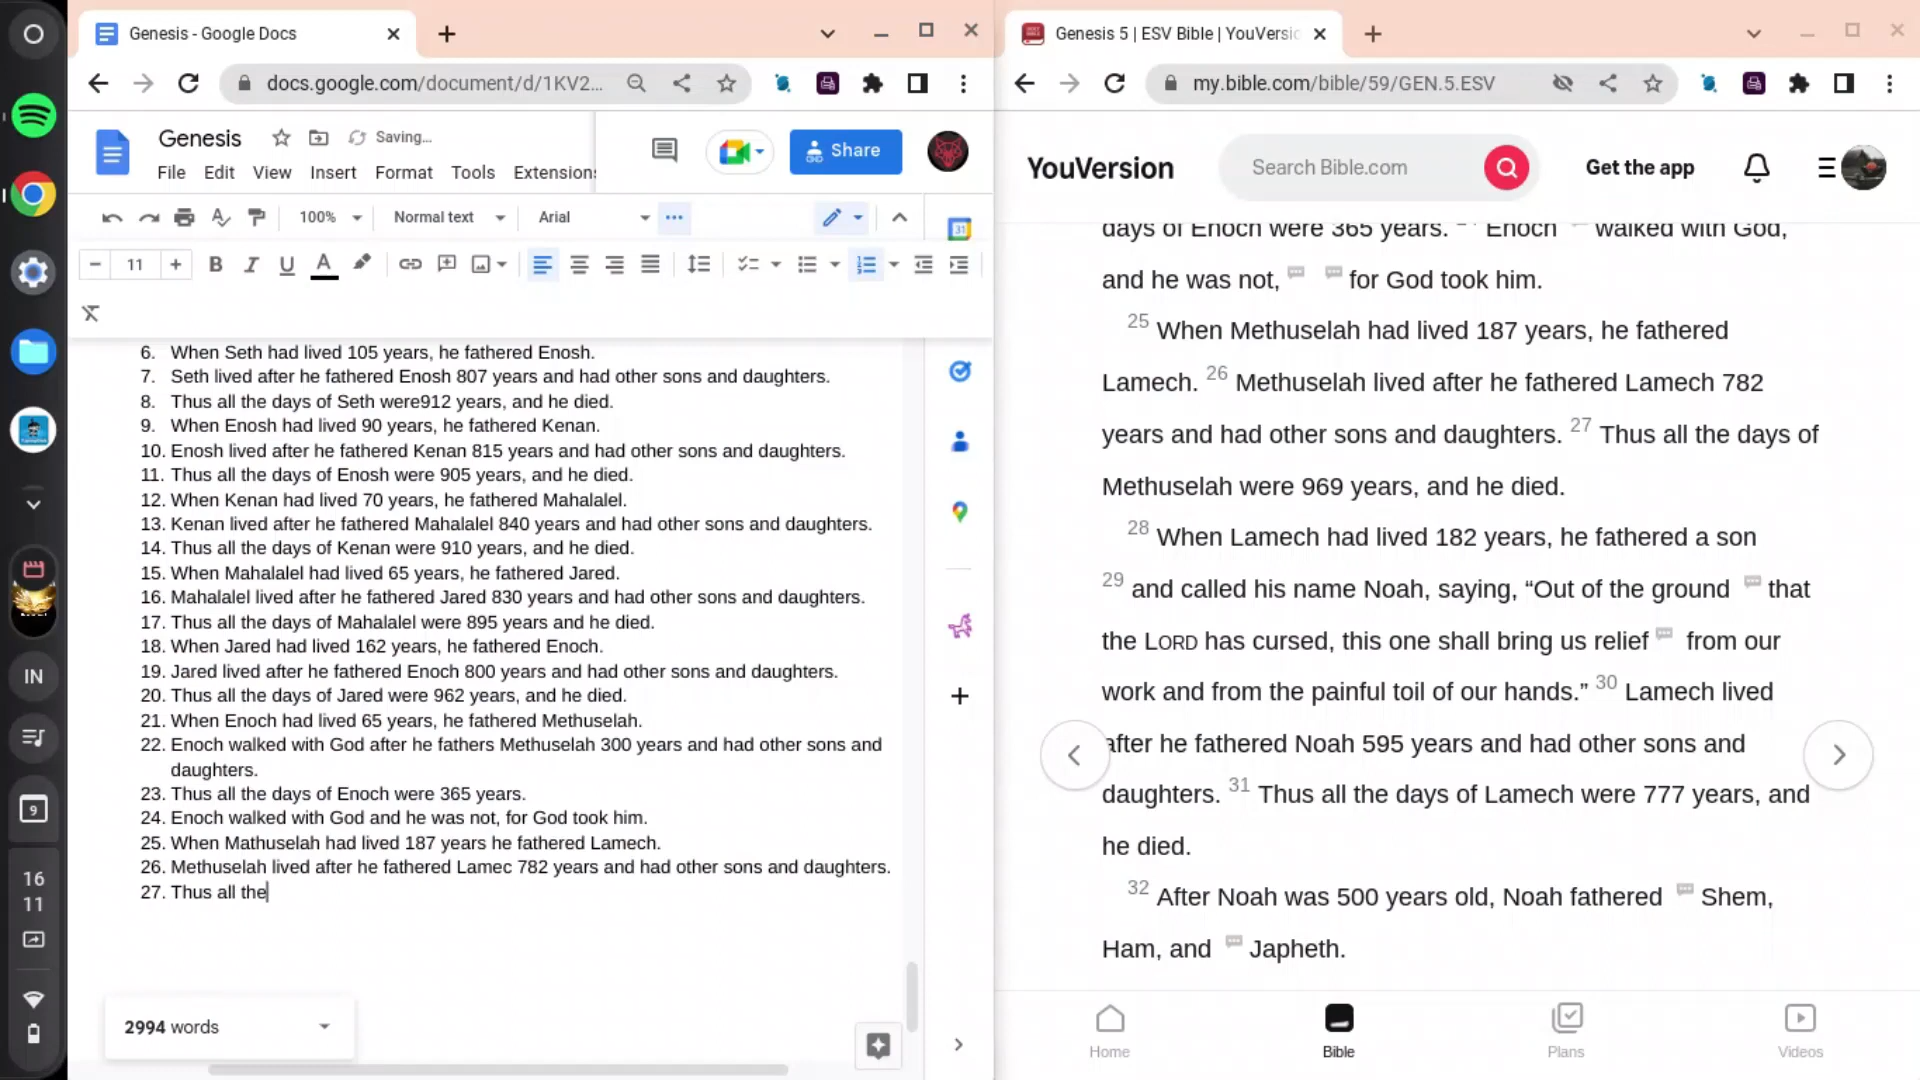 Genesis - Google Docs
docs.google.com/document/d/1KV2...
Genesis
Saving...
File Edit View Insert Format Tools Extensions
Share
100%
Normal text
Arial
31
11
B I U A
6. When Seth had lived 105 years, he fathered Enosh.
7. Seth lived after he fathered Enosh 807 years and had other sons and daughters.
8. Thus all the days of Seth were912 years, and he died.
9. When Enosh had lived 90 years, he fathered Kenan.
10. Enosh lived after he fathered Kenan 815 years and had other sons and daughters.
11. Thus all the days of Enosh were 905 years, and he died.
12. When Kenan had lived 70 years, he fathered Mahalalel.
13. Kenan lived after he fathered Mahalalel 840 years and had other sons and daughters.
14. Thus all the days of Kenan were 910 years, and he died.
15. When Mahalalel had lived 65 years, he fathered Jared.
16. Mahalalel lived after he fathered Jared 830 years and had other sons and daughters.
17. Thus all the days of Mahalalel were 895 years and he died.
18. When Jared had lived 162 years, he fathered Enoch.
19. Jared lived after he fathered Enoch 800 years and had other sons and daughters.
20. Thus all the days of Jared were 962 years, and he died.
21. When Enoch had lived 65 years, he fathered Methuselah.
22. Enoch walked with God after he fathers Methuselah 300 years and had other sons and
daughters.
23. Thus all the days of Enoch were 365 years.
24. Enoch walked with God and he was not, for God took him.
25. When Mathuselah had lived 187 years he fathered Lamech.
26. Methuselah lived after he fathered Lamec 782 years and had other sons and daughters.
27. Thus all the
2994 words
IN
9
16
11
Genesis 5 | ESV Bible | YouVersic
my.bible.com/bible/59/GEN.5.ESV
YouVersion
Search Bible.com
Get the app
days of Enoch were 365 years. 24 Enoch walked with God,
and he was not, for God took him.
25 When Methuselah had lived 187 years, he fathered
Lamech. 26 Methuselah lived after he fathered Lamech 782
years and had other sons and daughters. 27 Thus all the days of
Methuselah were 969 years, and he died.
28 When Lamech had lived 182 years, he fathered a son
29 and called his name Noah, saying, “Out of the ground that
the LORD has cursed, this one shall bring us relief from our
work and from the painful toil of our hands.” 30 Lamech lived
after he fathered Noah 595 years and had other sons and
daughters. 31 Thus all the days of Lamech were 777 years, and
he died.
32 After Noah was 500 years old, Noah fathered Shem,
Ham, and Japheth.
Home
Bible
Plans
Videos